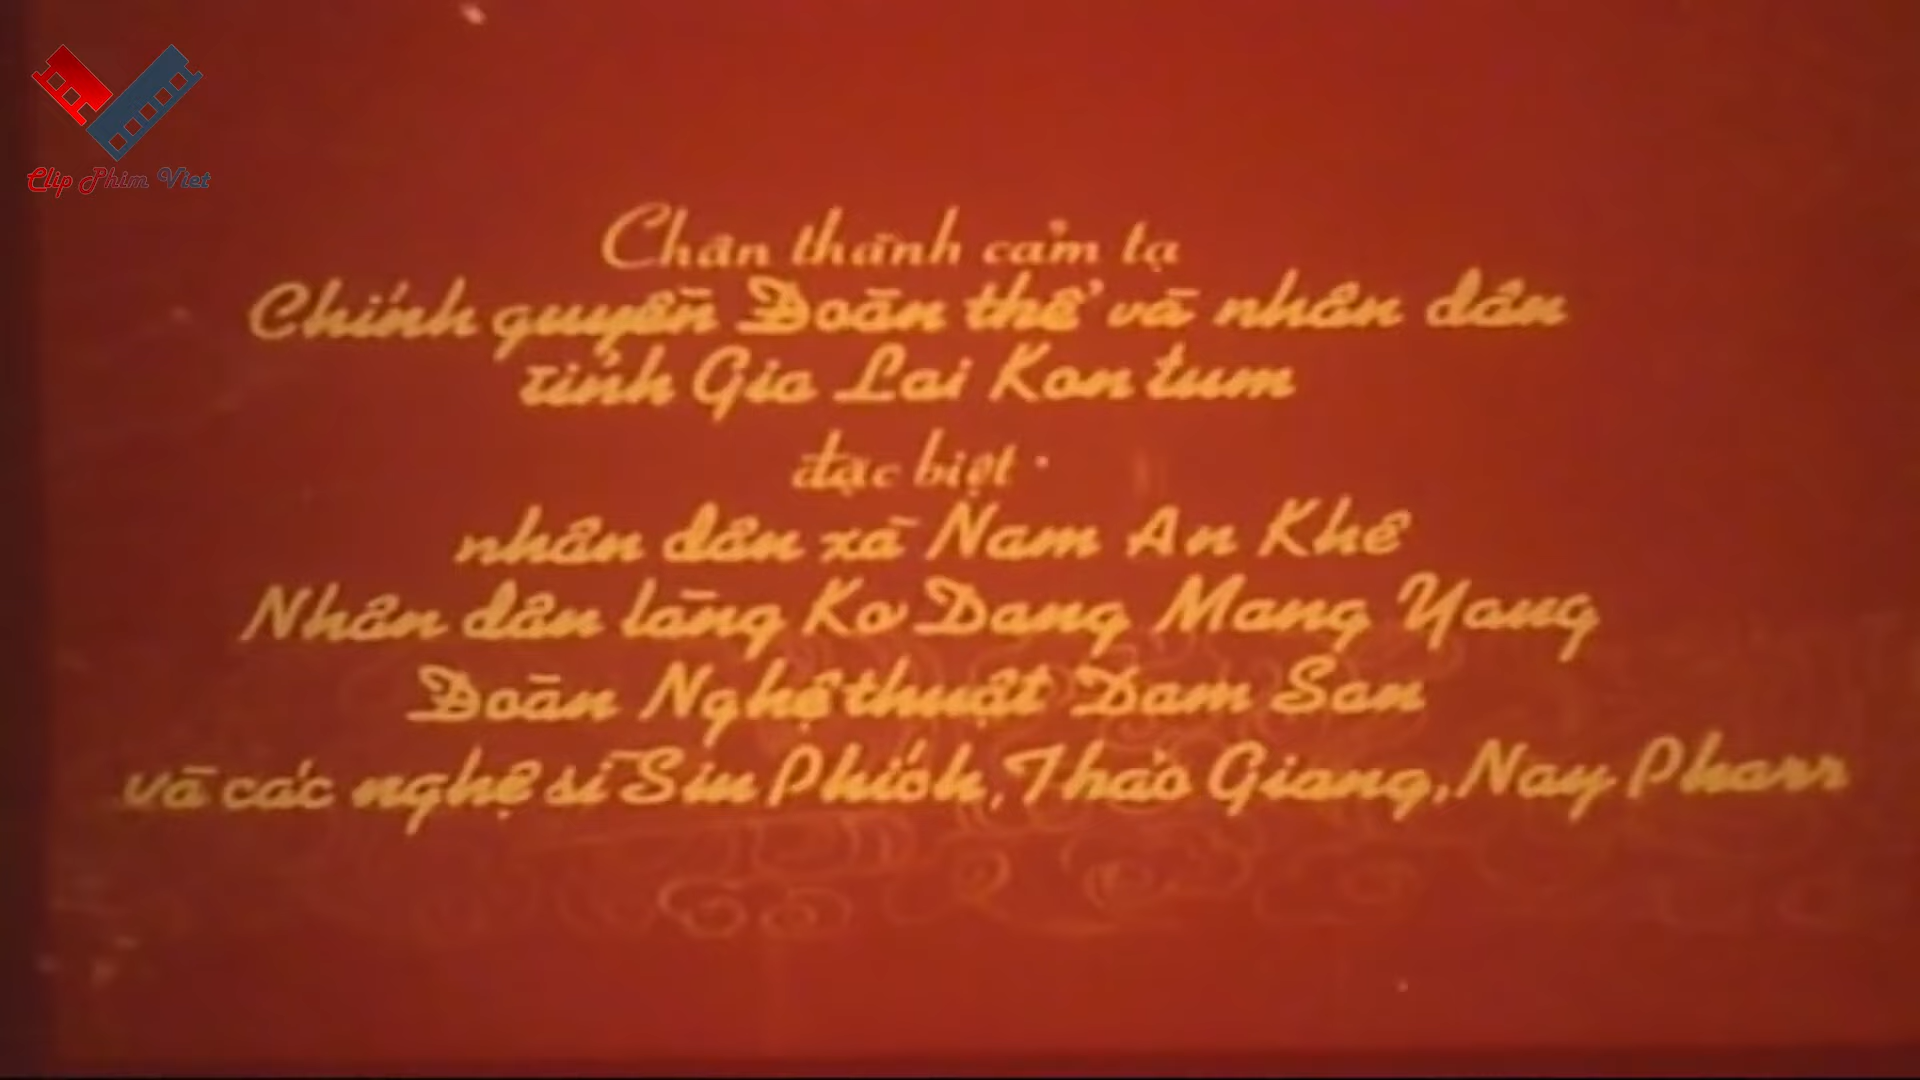 Clip Phim Viet
Chân thành cảm tạ
Chính quyền Đoàn thể và nhân dân
tỉnh Gia Lai Kon tum
đặc biệt
nhân dân xã Nam An Khê
Nhân dân làng Kơ Dang Mang Yang
Đoàn Nghệ thuật Dam San
và các nghệ sĩ Siu Phích, Thảo Giang, Nay Pharr